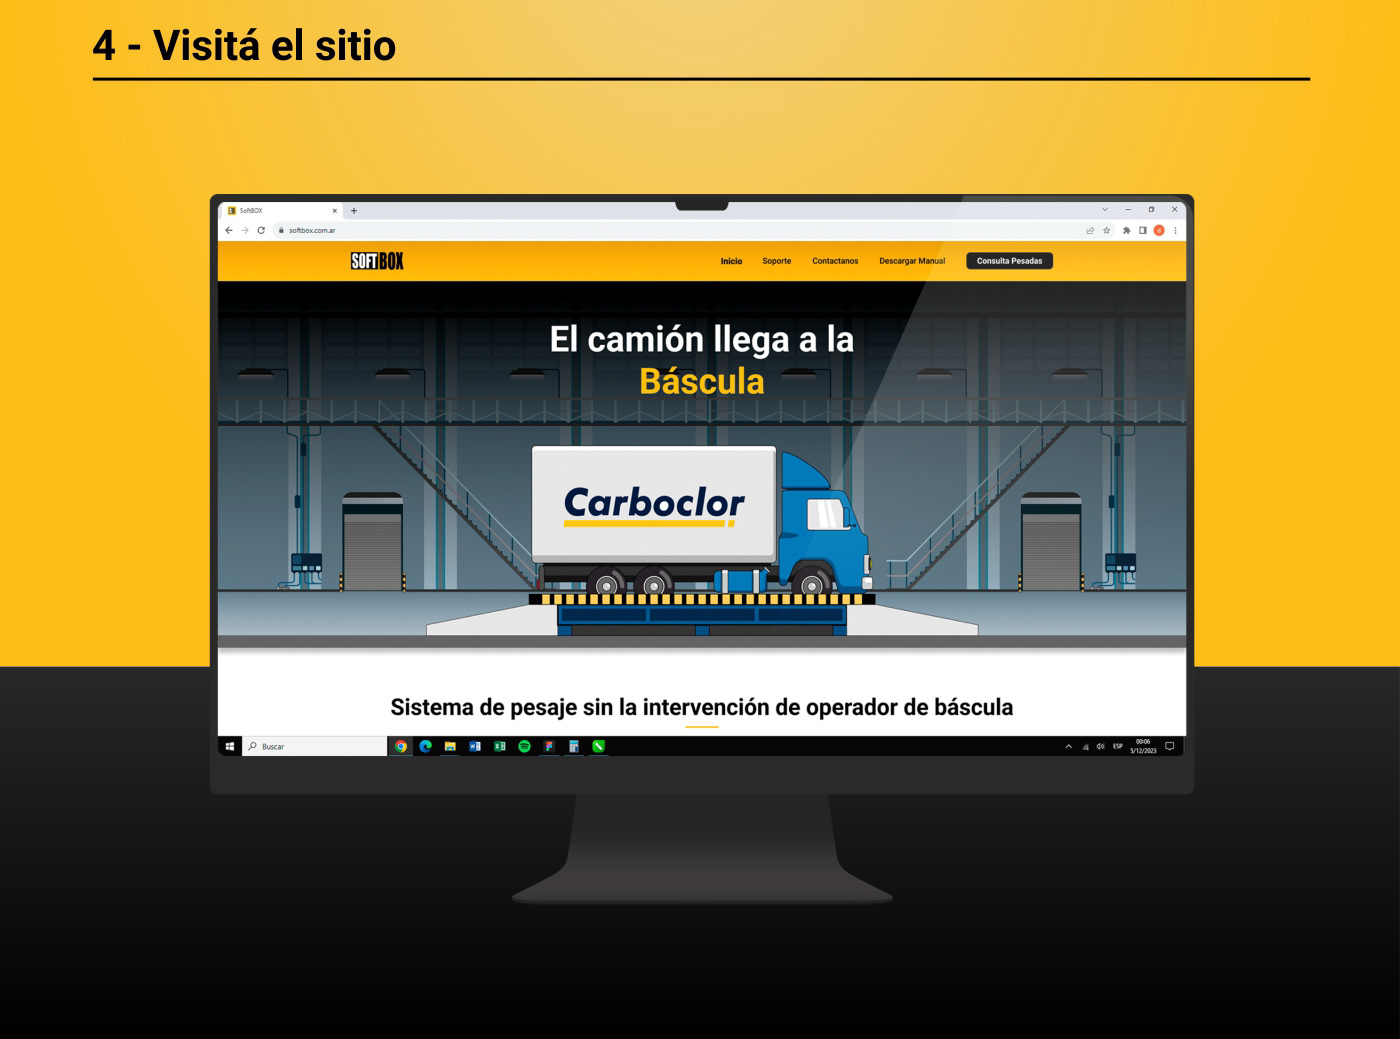 4 - Visitá el sitio
SoftBOX
softbox.com.ar
SOFTBOX
Inicio
Soporte
Contactanos
Descargar Manual
Consulta Pesadas
El camión llega a la
Báscula
Carboclor
Sistema de pesaje sin la intervención de operador de báscula
Buscar
ESP
00:06
5/12/2023